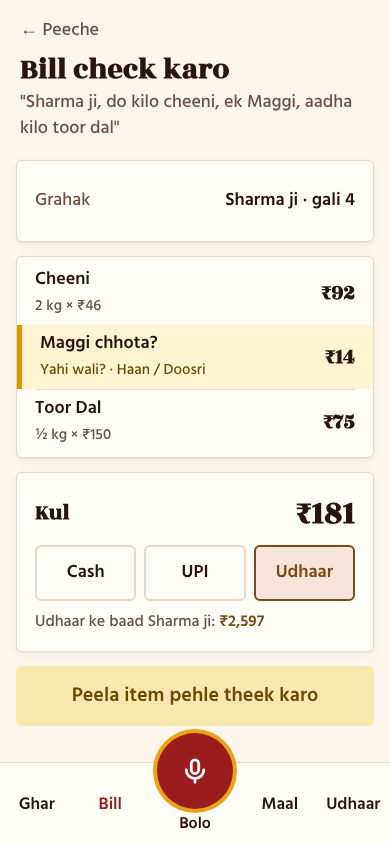 ← Peeche
Bill check karo
"Sharma ji, do kilo cheeni, ek Maggi, aadha
kilo toor dal"
Grahak Sharma ji · gali 4
Cheeni ₹92
2 kg × ₹46
Maggi chhota? ₹14
Yahi wali? · Haan / Doosri
Toor Dal ₹75
½ kg × ₹150
Kul ₹181
Cash UPI Udhaar
Udhaar ke baad Sharma ji: ₹2,597
Peela item pehle theek karo
Ghar Bill Bolo Maal Udhaar